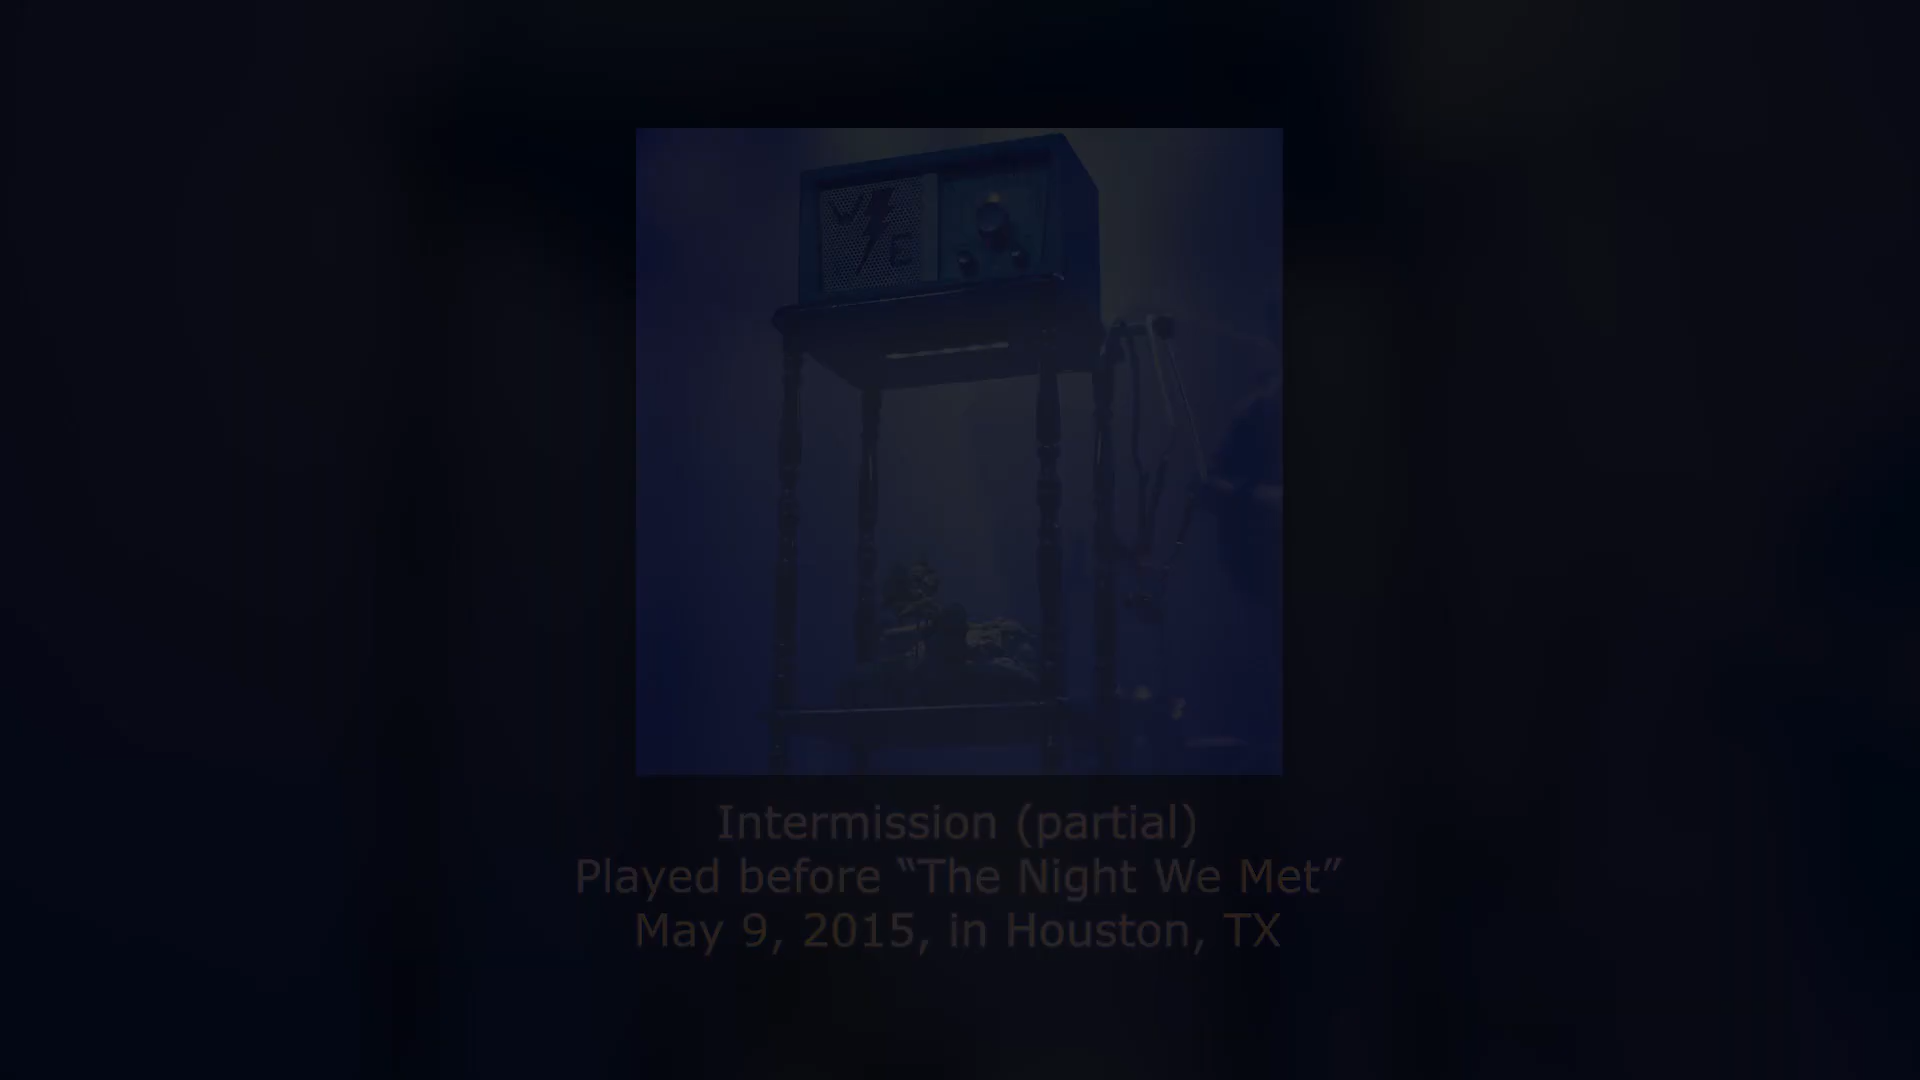 W E
Intermission (partial)
Played before “The Night We Met”
May 9, 2015, in Houston, TX